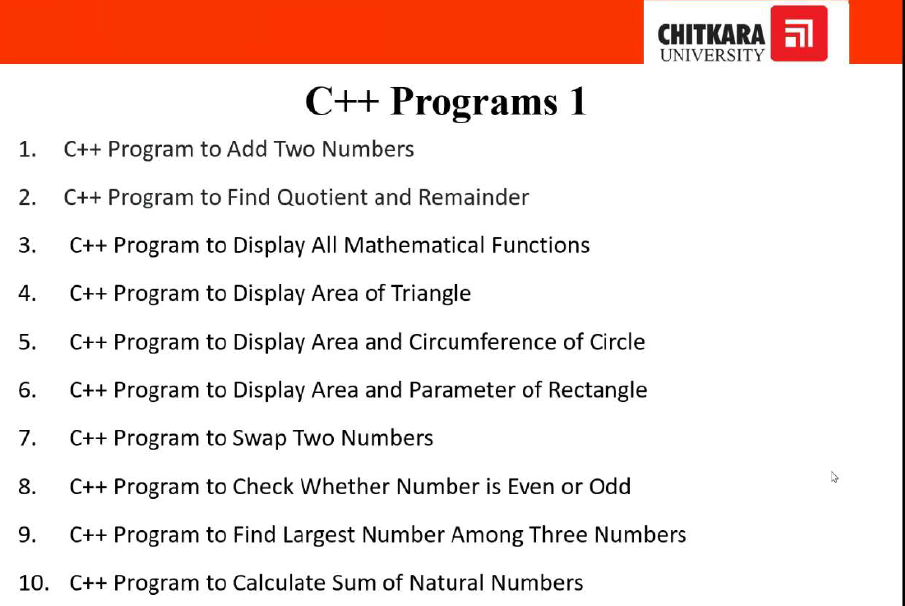 CHITKARA
UNIVERSITY
C++ Programs 1
1. C++ Program to Add Two Numbers
2. C++ Program to Find Quotient and Remainder
3. C++ Program to Display All Mathematical Functions
4. C++ Program to Display Area of Triangle
5. C++ Program to Display Area and Circumference of Circle
6. C++ Program to Display Area and Parameter of Rectangle
7. C++ Program to Swap Two Numbers
8. C++ Program to Check Whether Number is Even or Odd
9. C++ Program to Find Largest Number Among Three Numbers
10. C++ Program to Calculate Sum of Natural Numbers